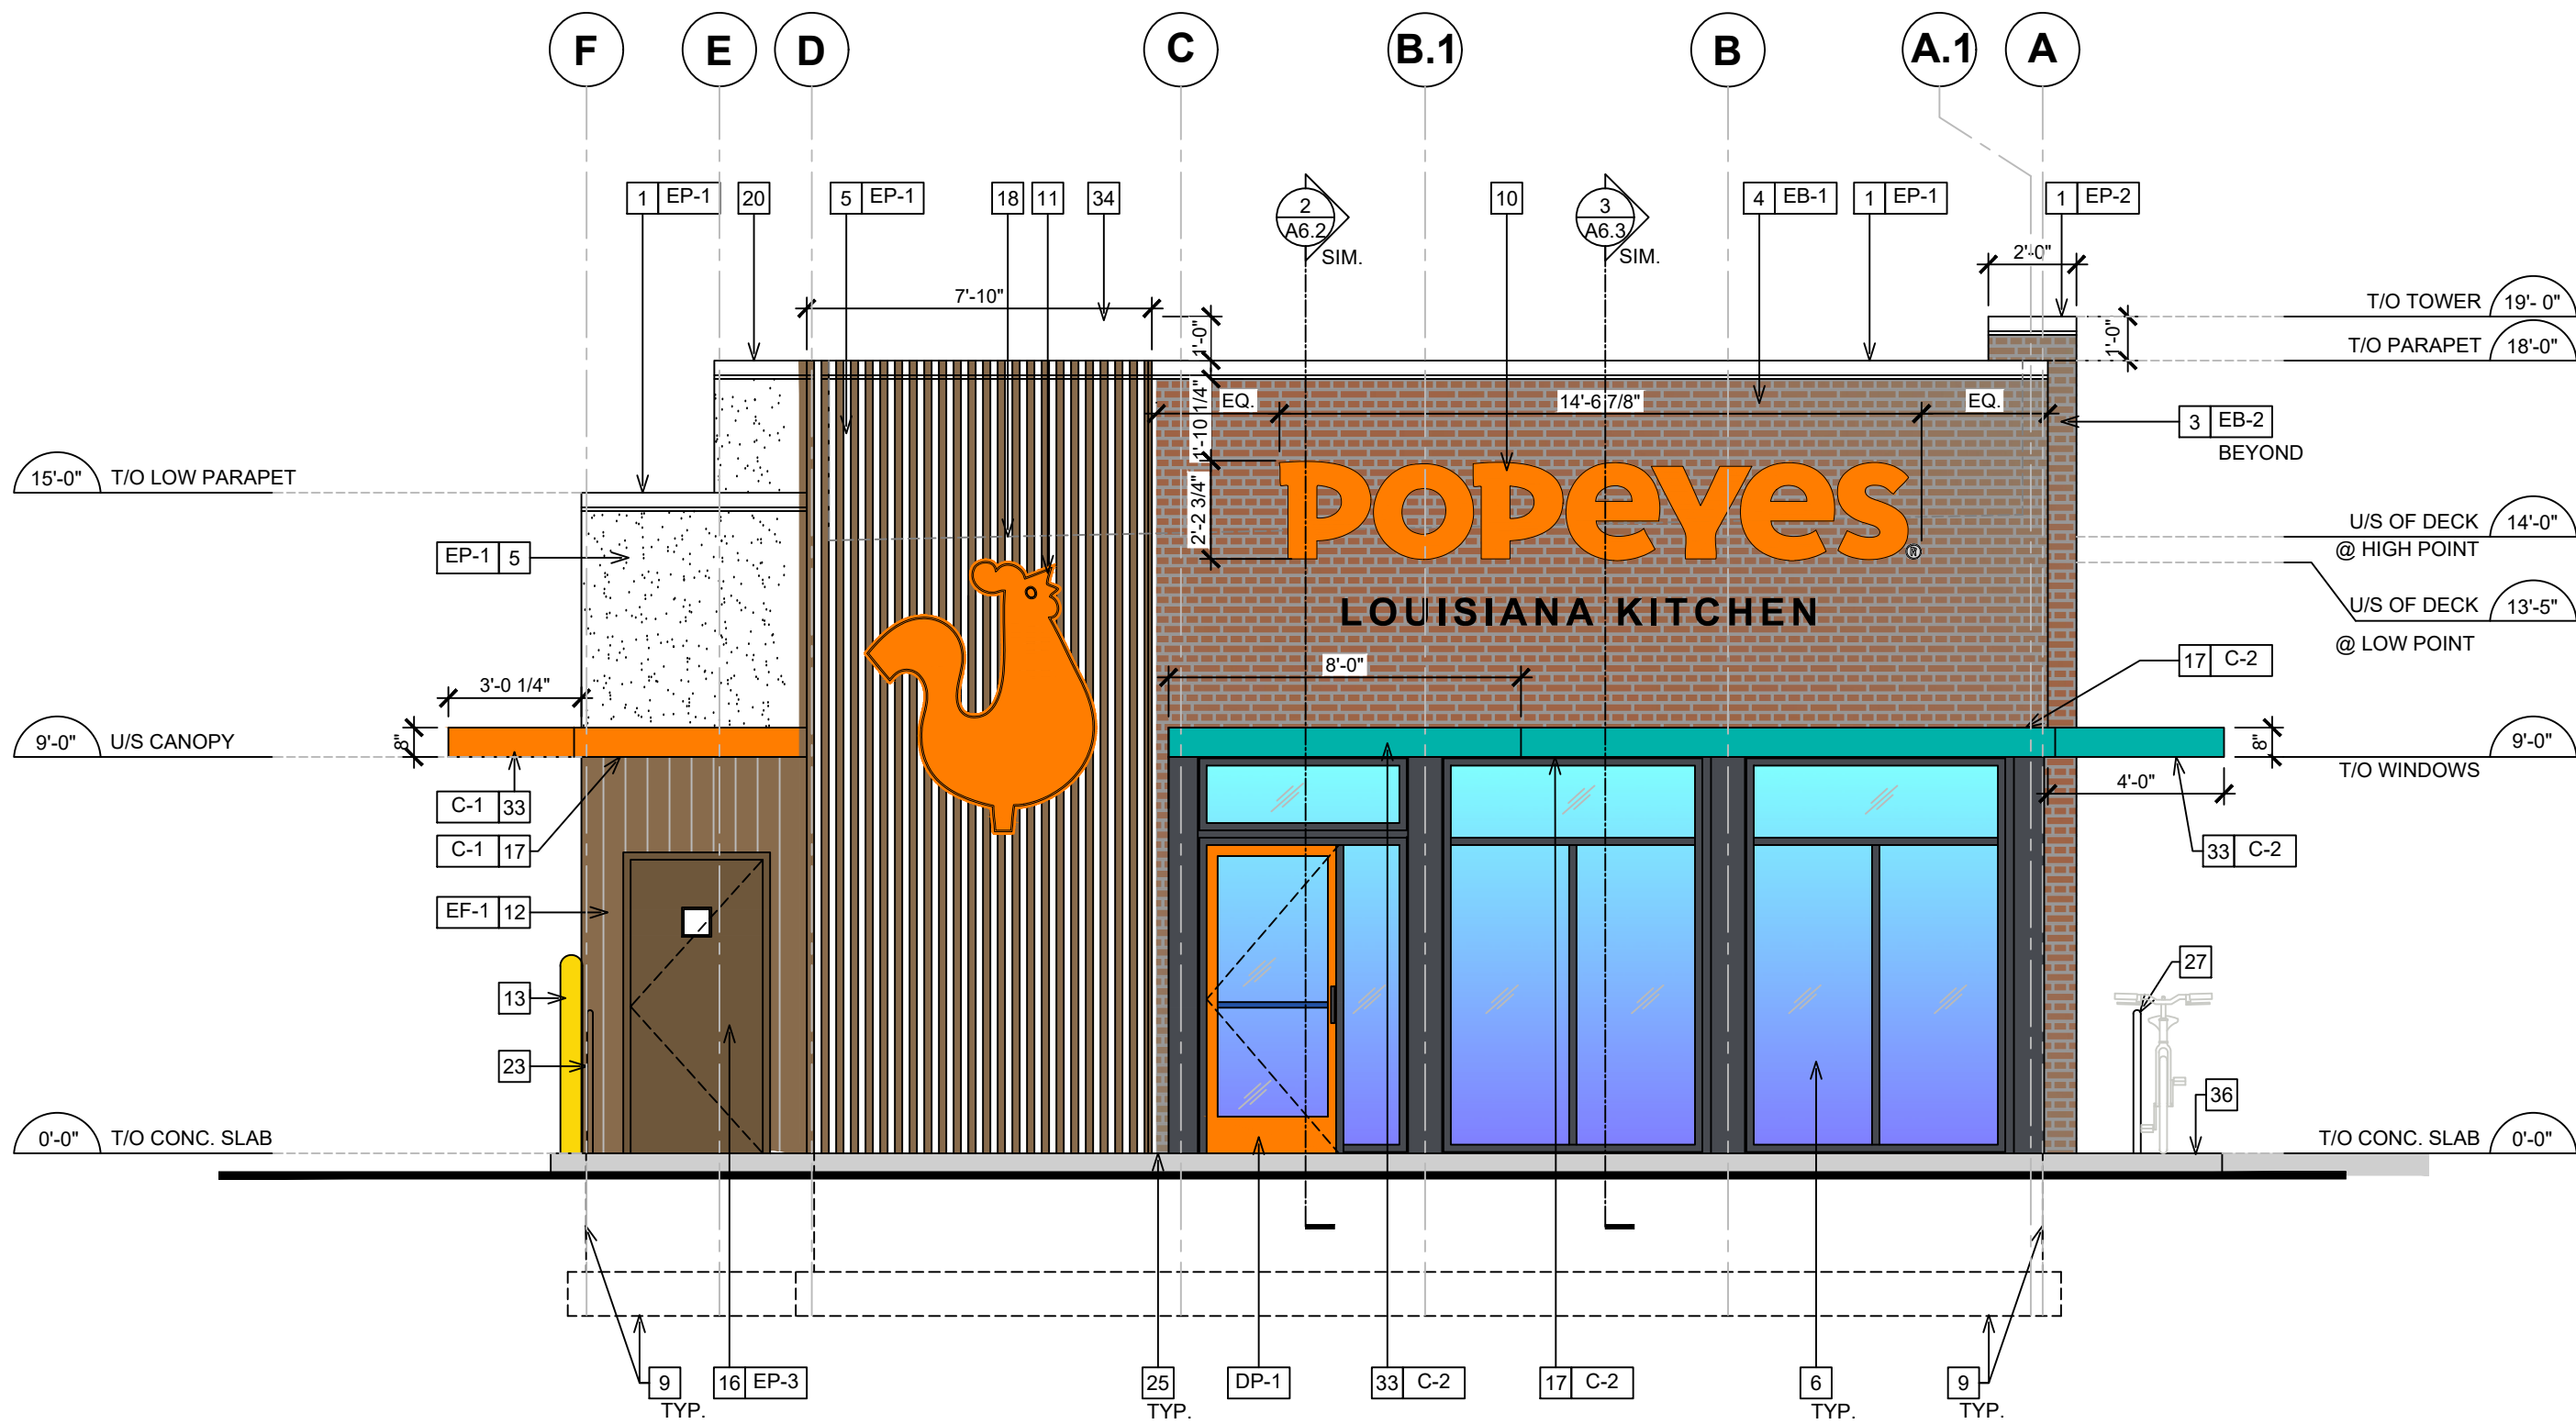 F E D C B.1 B A.1 A
1 EP-1 20 5 EP-1 18 11 34 2 10 3 4 EB-1 1 EP-1 1 EP-2
A6.2 A6.3
SIM. SIM.
2'-0"
7'-10"
T/O TOWER 19'- 0"
1'-0" 1'-0"
T/O PARAPET 18'-0"
EQ. 14'-6 7/8" EQ.
1'-10 1/4"
3 EB-2
BEYOND
15'-0" T/O LOW PARAPET
POPEYES®
2'-2 3/4"
U/S OF DECK 14'-0"
@ HIGH POINT
EP-1 5
LOUISIANA KITCHEN
U/S OF DECK 13'-5"
@ LOW POINT
8'-0"
17 C-2
3'-0 1/4"
9'-0" U/S CANOPY
8" 8"
9'-0"
T/O WINDOWS
4'-0"
C-1 33
C-1 17
33 C-2
EF-1 12
27
13
23
36
0'-0" T/O CONC. SLAB
T/O CONC. SLAB 0'-0"
9 16 EP-3 25 DP-1 33 C-2 17 C-2 6 9
TYP. TYP. TYP. TYP.